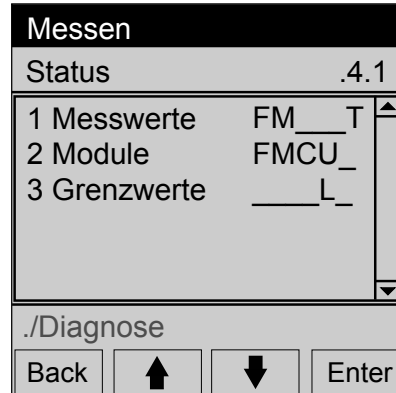 Messen
Status .4.1
1 Messwerte FM___T
2 Module FMCU_
3 Grenzwerte ____L_
./Diagnose
Back Enter